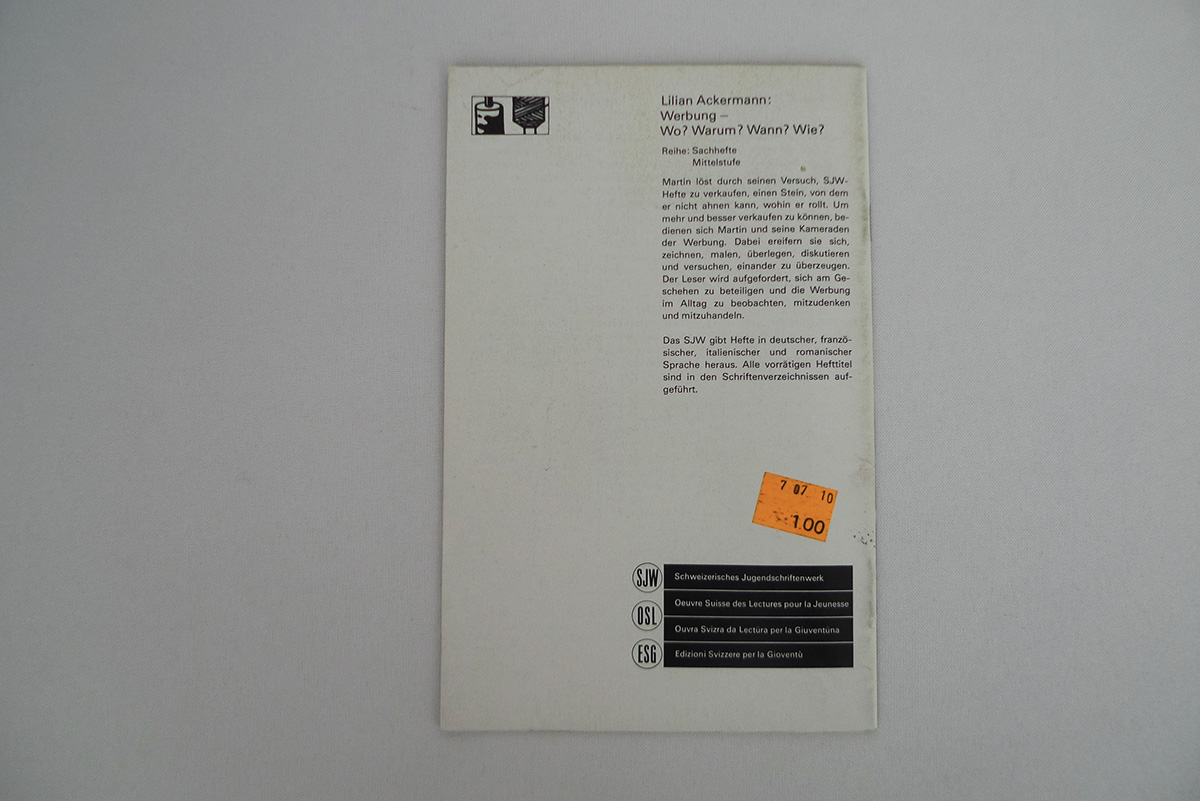 Lilian Ackermann:
Werbung –
Wo? Warum? Wann? Wie?
Reihe: Sachhefte
Mittelstufe
Martin löst durch seinen Versuch, SJW-
Hefte zu verkaufen, einen Stein, von dem
er nicht ahnen kann, wohin er rollt. Um
mehr und besser verkaufen zu können, be-
dienen sich Martin und seine Kameraden
der Werbung. Dabei ereifern sie sich,
zeichnen, malen, überlegen, diskutieren
und versuchen, einander zu überzeugen.
Der Leser wird aufgefordert, sich am Ge-
schehen zu beteiligen und die Werbung
im Alltag zu beobachten, mitzudenken
und mitzuhandeln.
Das SJW gibt Hefte in deutscher, franzö-
sischer, italienischer und romanischer
Sprache heraus. Alle vorrätigen Hefttitel
sind in den Schriftenverzeichnissen auf-
geführt.
7 07 10
1.00
SJW Schweizerisches Jugendschriftenwerk
Oeuvre Suisse des Lectures pour la Jeunesse
OSL
Ouvra Svizra da Lectüra per la Giuventüna
ESG Edizioni Svizzere per la Gioventù